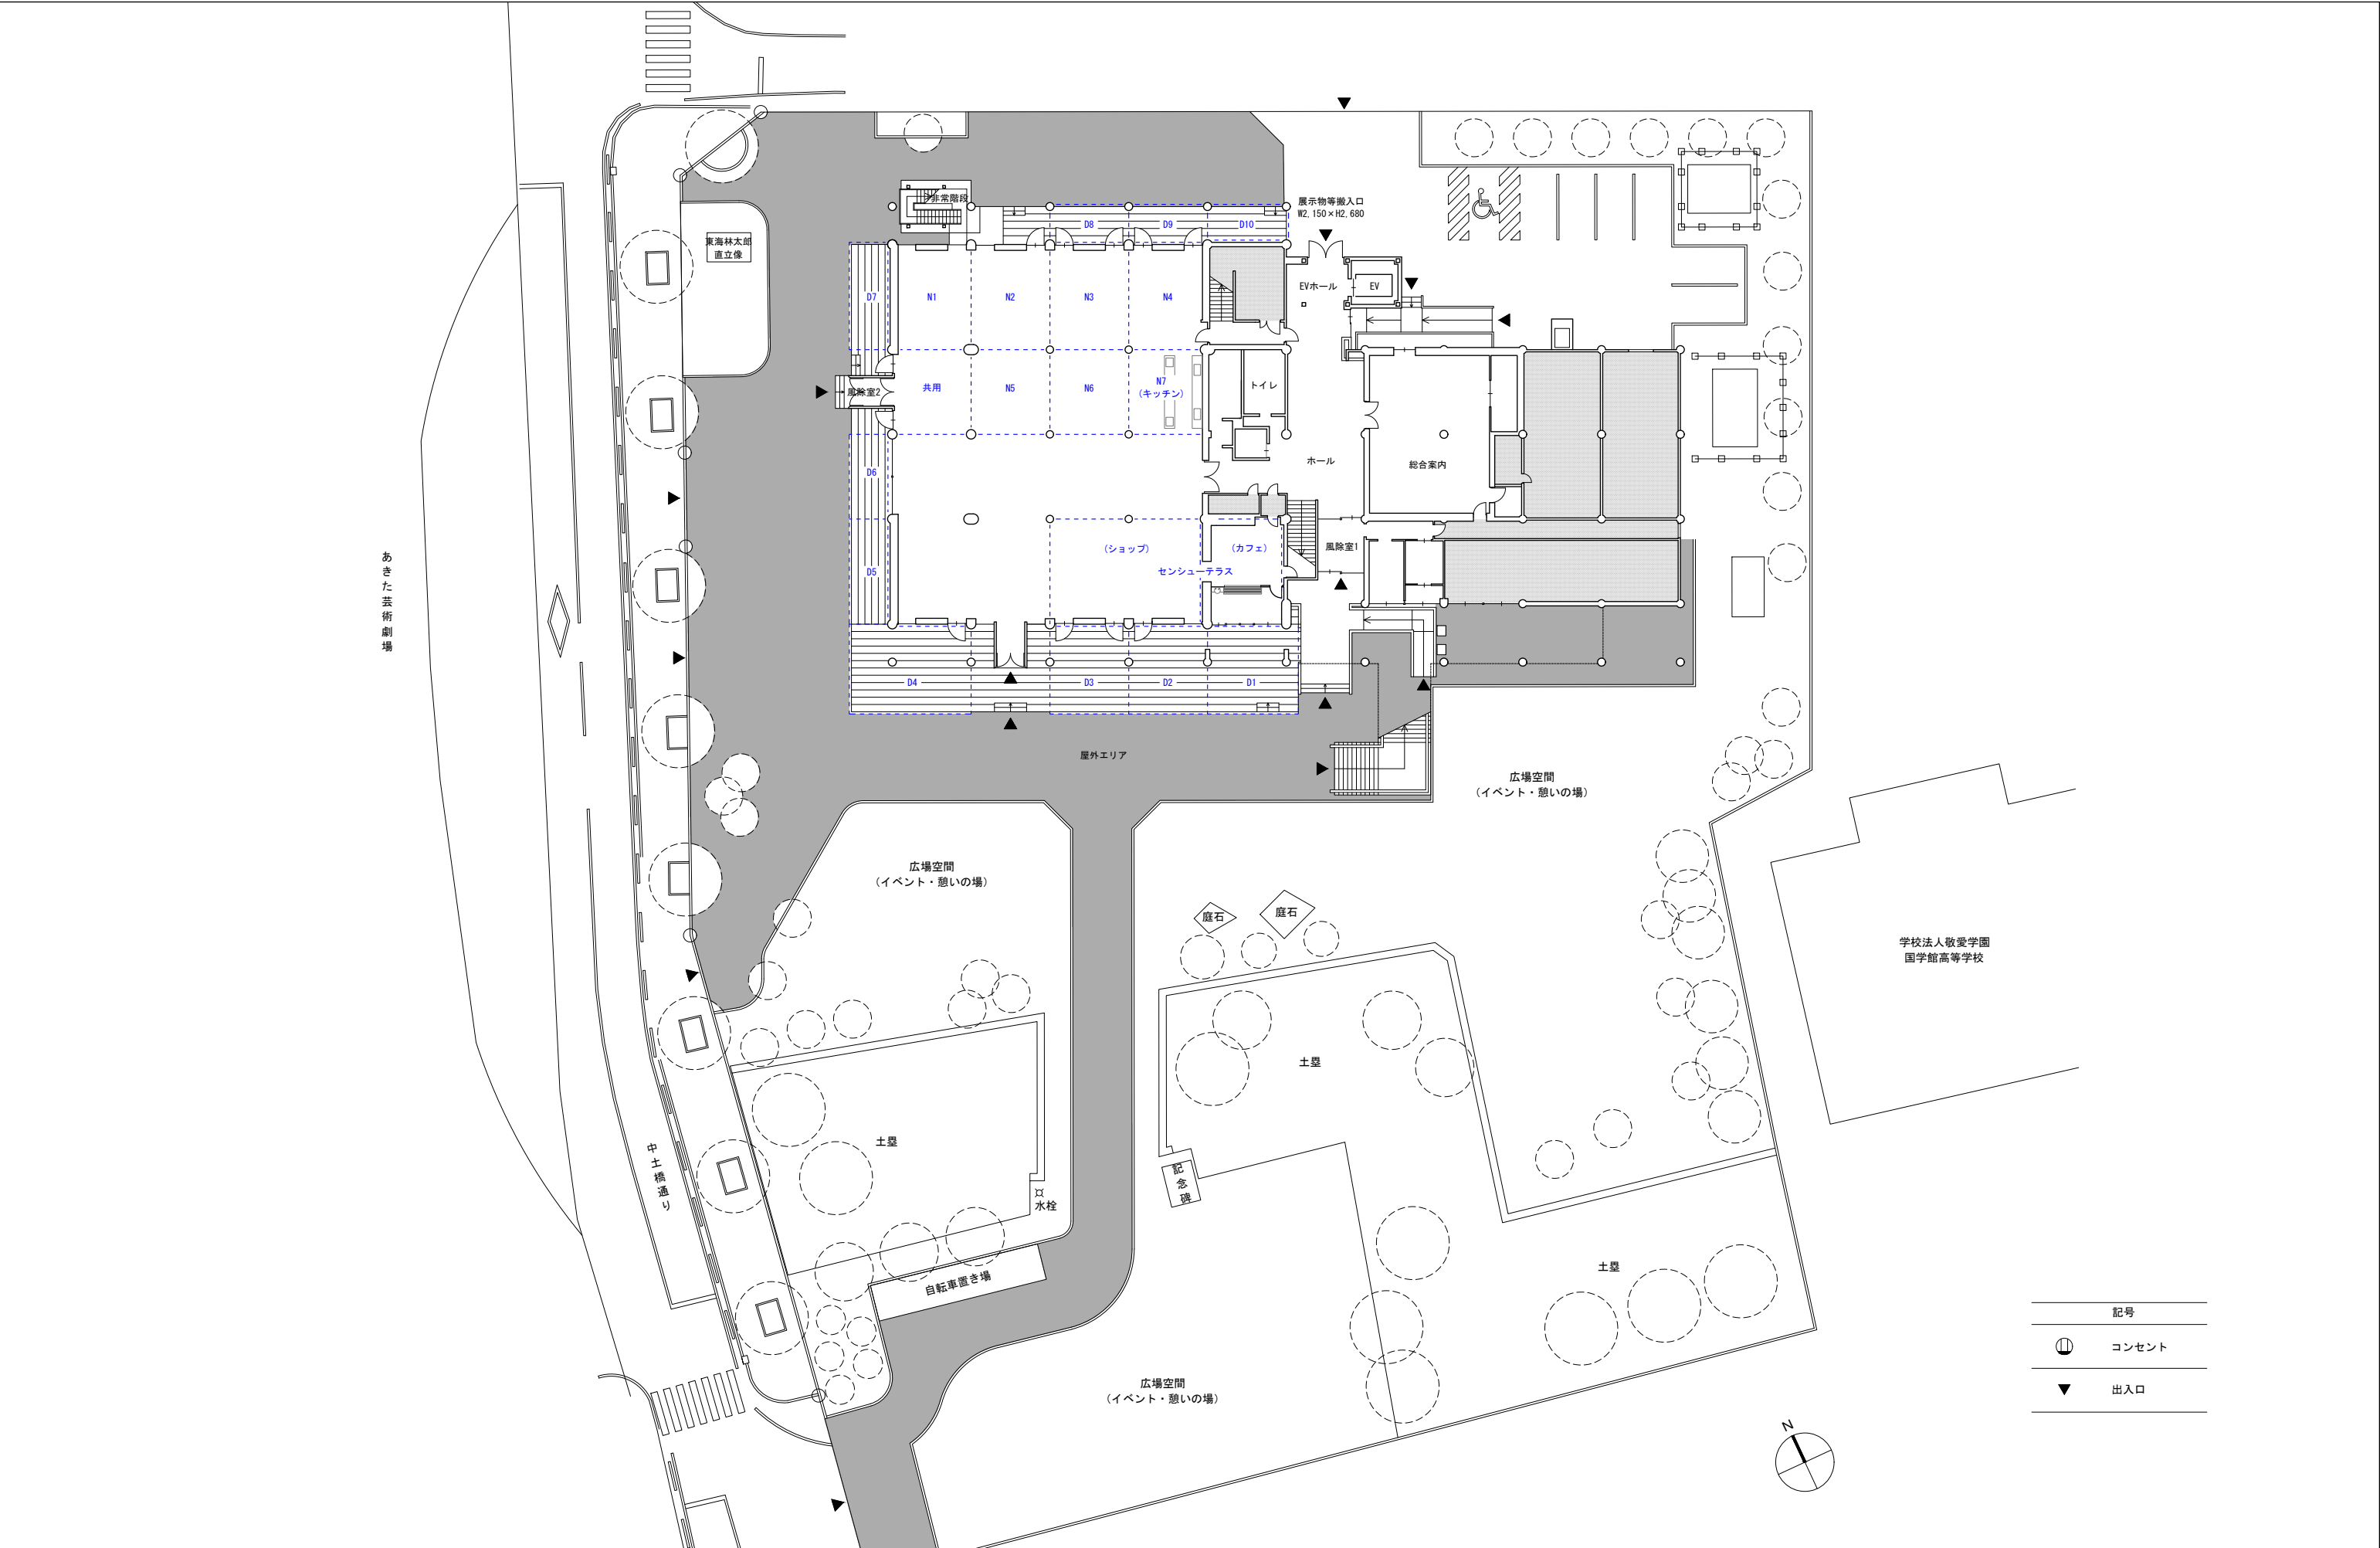 展示物等搬入口
W2,150×H2,680
非常階段
東海林太郎
直立像
D8
D9
D10
D7
N1
N2
N3
N4
EVホール
EV
風除室2
共用
N5
N6
N7
（キッチン）
トイレ
D6
ホール
総合案内
（ショップ）
（カフェ）
風除室1
センシューテラス
D5
D4
D3
D2
D1
あきた芸術劇場
屋外エリア
広場空間
（イベント・憩いの場）
広場空間
（イベント・憩いの場）
庭石
庭石
学校法人敬愛学園
国学館高等学校
土塁
土塁
中土橋通り
記念碑
水栓
自転車置き場
土塁
広場空間
（イベント・憩いの場）
記号
コンセント
出入口
N